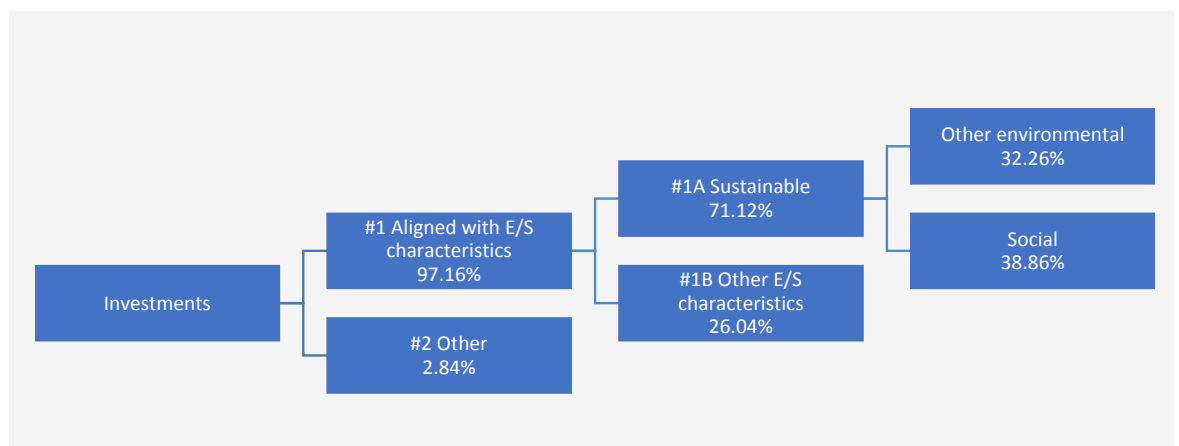 Investments
#1 Aligned with E/S
characteristics
97.16%
#2 Other
2.84%
#1A Sustainable
71.12%
#1B Other E/S
characteristics
26.04%
Other environmental
32.26%
Social
38.86%